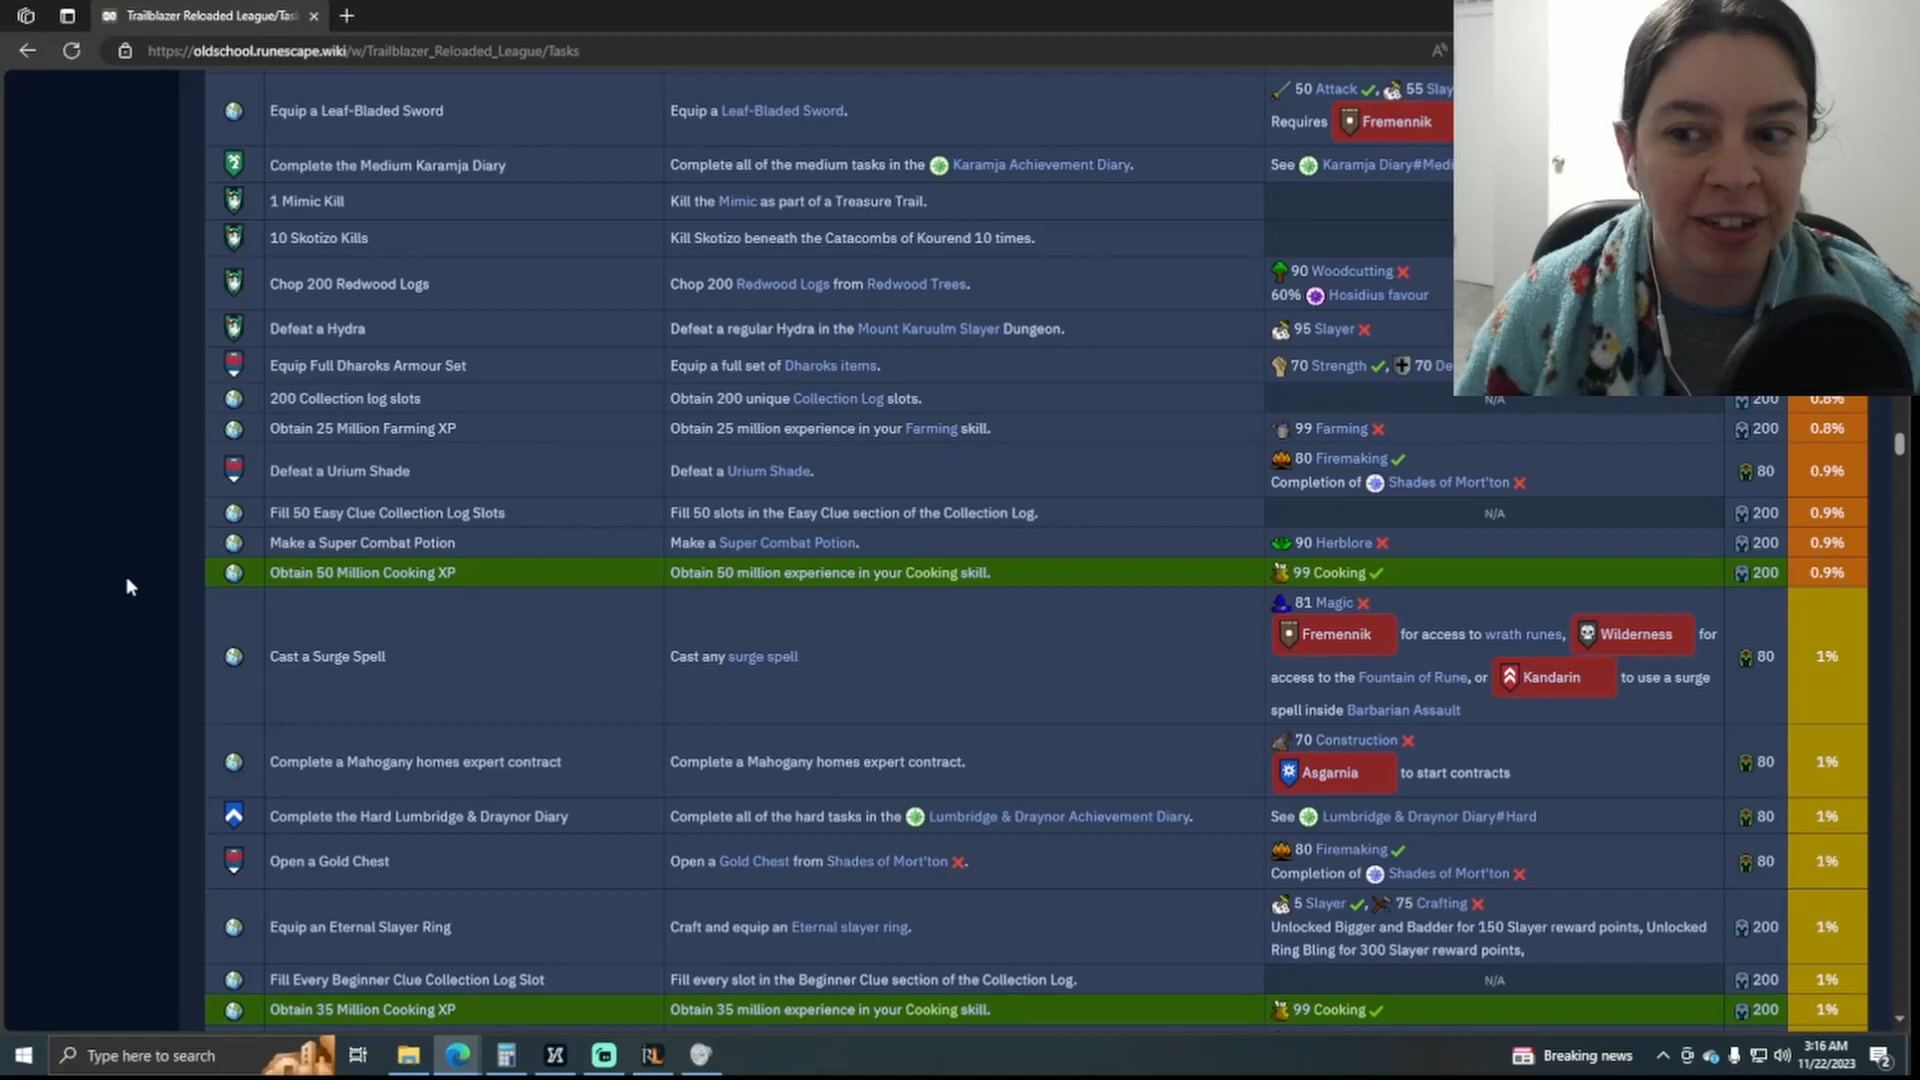 Trailblazer Reloaded League/Tas
https://oldschool.runescape.wiki/w/Trailblazer_Reloaded_League/Tasks
Equip a Leaf-Bladed Sword Equip a Leaf-Bladed Sword. 50 Attack 55 Slay
Requires Fremennik
Complete the Medium Karamja Diary Complete all of the medium tasks in the Karamja Achievement Diary. See Karamja Diary#Medi
1 Mimic Kill Kill the Mimic as part of a Treasure Trail.
10 Skotizo Kills Kill Skotizo beneath the Catacombs of Kourend 10 times.
Chop 200 Redwood Logs Chop 200 Redwood Logs from Redwood Trees. 90 Woodcutting
60% Hosidius favour
Defeat a Hydra Defeat a regular Hydra in the Mount Karuulm Slayer Dungeon. 95 Slayer
Equip Full Dharoks Armour Set Equip a full set of Dharoks items. 70 Strength , 70 De
200 Collection log slots Obtain 200 unique Collection Log slots. N/A 200 0.8%
Obtain 25 Million Farming XP Obtain 25 million experience in your Farming skill. 99 Farming 200 0.8%
Defeat a Urium Shade Defeat a Urium Shade. 80 Firemaking
Completion of Shades of Mort'ton 80 0.9%
Fill 50 Easy Clue Collection Log Slots Fill 50 slots in the Easy Clue section of the Collection Log. N/A 200 0.9%
Make a Super Combat Potion Make a Super Combat Potion. 90 Herblore 200 0.9%
Obtain 50 Million Cooking XP Obtain 50 million experience in your Cooking skill. 99 Cooking 200 0.9%
Cast a Surge Spell Cast any surge spell 81 Magic
Fremennik for access to wrath runes, Wilderness for
access to the Fountain of Rune, or Kandarin to use a surge
spell inside Barbarian Assault 80 1%
Complete a Mahogany homes expert contract Complete a Mahogany homes expert contract. 70 Construction
Asgarnia to start contracts 80 1%
Complete the Hard Lumbridge & Draynor Diary Complete all of the hard tasks in the Lumbridge & Draynor Achievement Diary. See Lumbridge & Draynor Diary#Hard 80 1%
Open a Gold Chest Open a Gold Chest from Shades of Mort'ton . 80 Firemaking
Completion of Shades of Mort'ton 80 1%
Equip an Eternal Slayer Ring Craft and equip an Eternal slayer ring. 5 Slayer , 75 Crafting
Unlocked Bigger and Badder for 150 Slayer reward points, Unlocked
Ring Bling for 300 Slayer reward points, 200 1%
Fill Every Beginner Clue Collection Log Slot Fill every slot in the Beginner Clue section of the Collection Log. N/A 200 1%
Obtain 35 Million Cooking XP Obtain 35 million experience in your Cooking skill. 99 Cooking 200 1%
Type here to search Breaking news 3:16 AM
11/22/2023 2